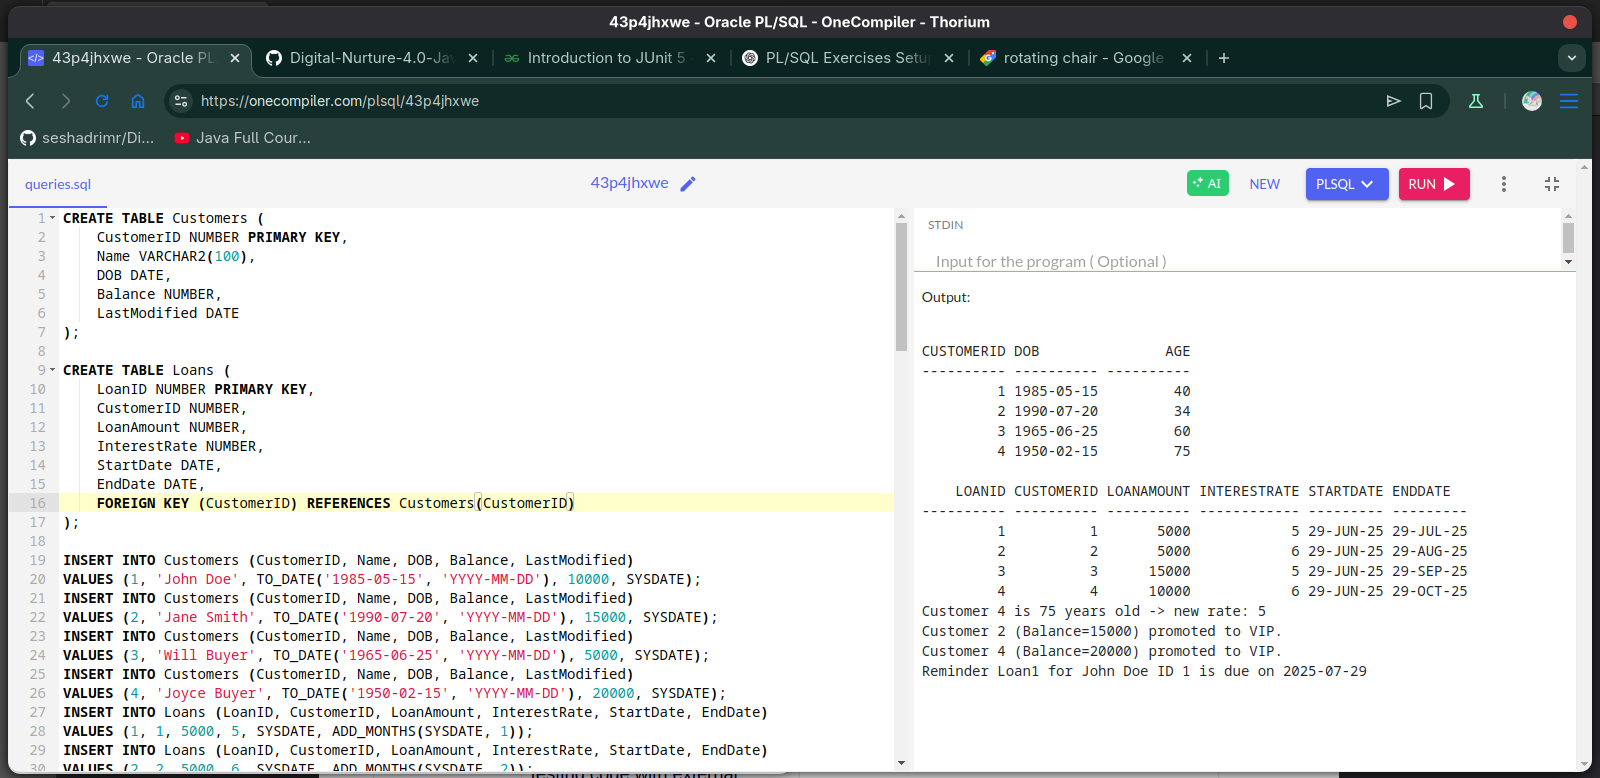 43p4jhxwe - Oracle PL/SQL - OneCompiler - Thorium
43p4jhxwe - Oracle PL
Digital-Nurture-4.0-Jav
Introduction to JUnit 5
PL/SQL Exercises Setup
rotating chair - Google
https://onecompiler.com/plsql/43p4jhxwe
seshadrimr/Di...
Java Full Cour...
queries.sql
43p4jhxwe
AI
NEW
PLSQL
RUN
1 CREATE TABLE Customers (
2 CustomerID NUMBER PRIMARY KEY,
3 Name VARCHAR2(100),
4 DOB DATE,
5 Balance NUMBER,
6 LastModified DATE
7 );
8
9 CREATE TABLE Loans (
10 LoanID NUMBER PRIMARY KEY,
11 CustomerID NUMBER,
12 LoanAmount NUMBER,
13 InterestRate NUMBER,
14 StartDate DATE,
15 EndDate DATE,
16 FOREIGN KEY (CustomerID) REFERENCES Customers(CustomerID)
17 );
18
19 INSERT INTO Customers (CustomerID, Name, DOB, Balance, LastModified)
20 VALUES (1, 'John Doe', TO_DATE('1985-05-15', 'YYYY-MM-DD'), 10000, SYSDATE);
21 INSERT INTO Customers (CustomerID, Name, DOB, Balance, LastModified)
22 VALUES (2, 'Jane Smith', TO_DATE('1990-07-20', 'YYYY-MM-DD'), 15000, SYSDATE);
23 INSERT INTO Customers (CustomerID, Name, DOB, Balance, LastModified)
24 VALUES (3, 'Will Buyer', TO_DATE('1965-06-25', 'YYYY-MM-DD'), 5000, SYSDATE);
25 INSERT INTO Customers (CustomerID, Name, DOB, Balance, LastModified)
26 VALUES (4, 'Joyce Buyer', TO_DATE('1950-02-15', 'YYYY-MM-DD'), 20000, SYSDATE);
27 INSERT INTO Loans (LoanID, CustomerID, LoanAmount, InterestRate, StartDate, EndDate)
28 VALUES (1, 1, 5000, 5, SYSDATE, ADD_MONTHS(SYSDATE, 1));
29 INSERT INTO Loans (LoanID, CustomerID, LoanAmount, InterestRate, StartDate, EndDate)
30 VALUES (2, 2, 5000, 6, SYSDATE, ADD_MONTHS(SYSDATE, 2));
STDIN
Input for the program ( Optional )
Output:
CUSTOMERID DOB AGE
---------- ---------- ----------
1 1985-05-15 40
2 1990-07-20 34
3 1965-06-25 60
4 1950-02-15 75
LOANID CUSTOMERID LOANAMOUNT INTERESTRATE STARTDATE ENDDATE
---------- ---------- ---------- ------------ --------- ---------
1 1 5000 5 29-JUN-25 29-JUL-25
2 2 5000 6 29-JUN-25 29-AUG-25
3 3 15000 5 29-JUN-25 29-SEP-25
4 4 10000 6 29-JUN-25 29-OCT-25
Customer 4 is 75 years old -> new rate: 5
Customer 2 (Balance=15000) promoted to VIP.
Customer 4 (Balance=20000) promoted to VIP.
Reminder Loan1 for John Doe ID 1 is due on 2025-07-29
testing code with external